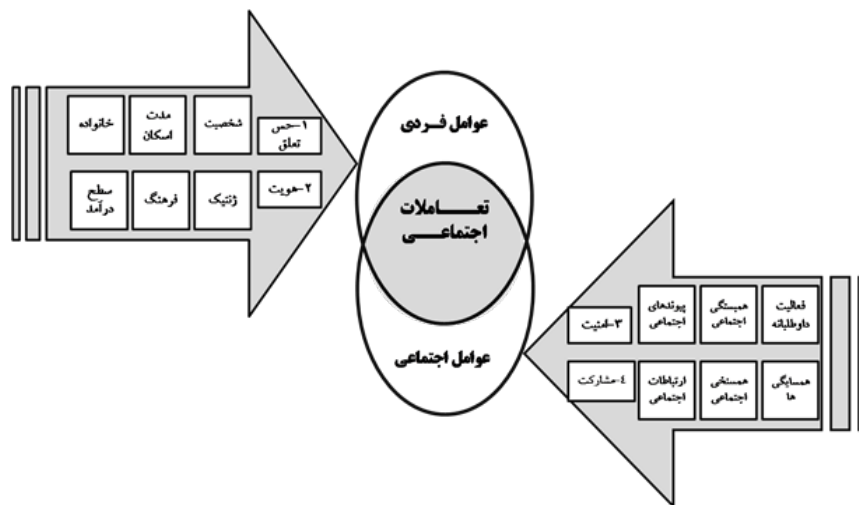 عوامل فردی
تعاملات
اجتماعی
عوامل اجتماعی
۱-حس
تعلق
شخصیت
مدت
اسکان
خانواده
۲-هویت
ژنتیک
فرهنگ
سطح
درآمد
فعالیت
داوطلبانه
همبستگی
اجتماعی
پیوندهای
اجتماعی
۳-امنیت
همسایگی
ها
همسنخی
اجتماعی
ارتباطات
اجتماعی
٤-مشارکت